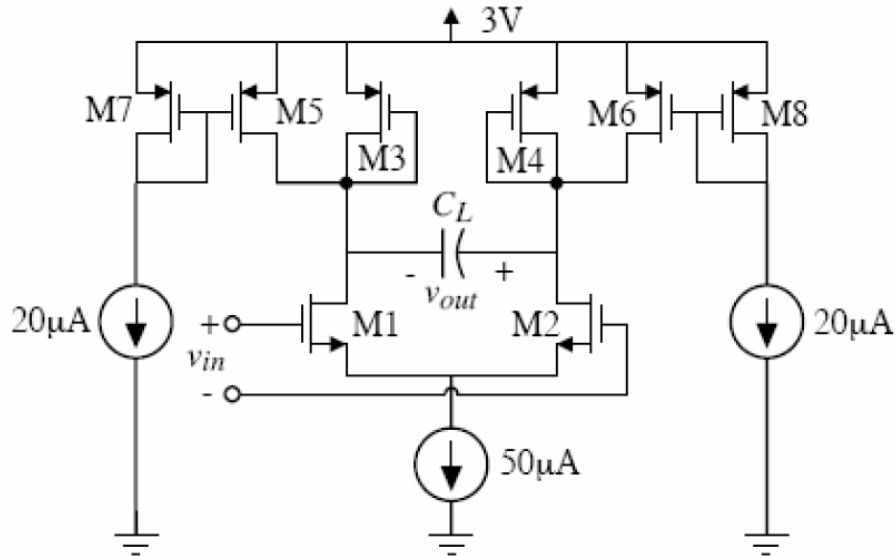 3V
M7
M5
M3
M4
M6
M8
C_L
- +
v_out
20μA
+
v_in
-
M1
M2
20μA
50μA